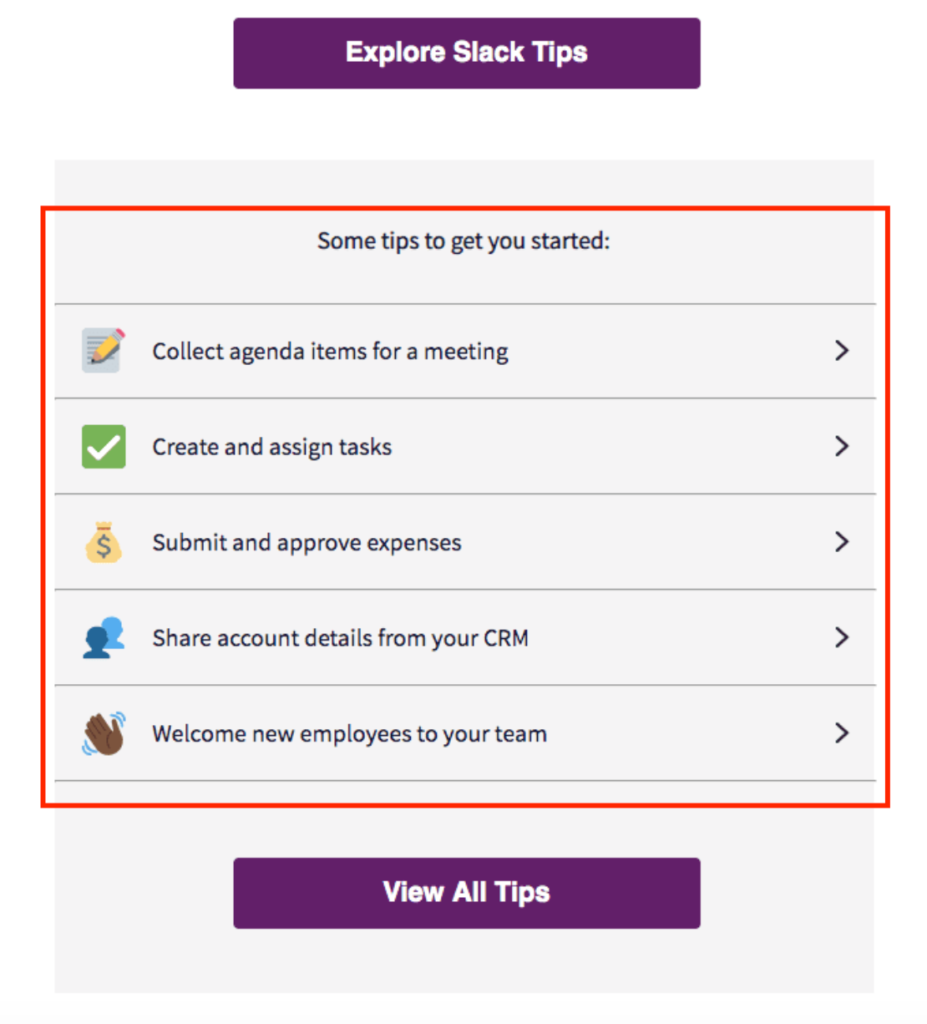 Explore Slack Tips
Some tips to get you started:
Collect agenda items for a meeting
Create and assign tasks
Submit and approve expenses
Share account details from your CRM
Welcome new employees to your team
View All Tips